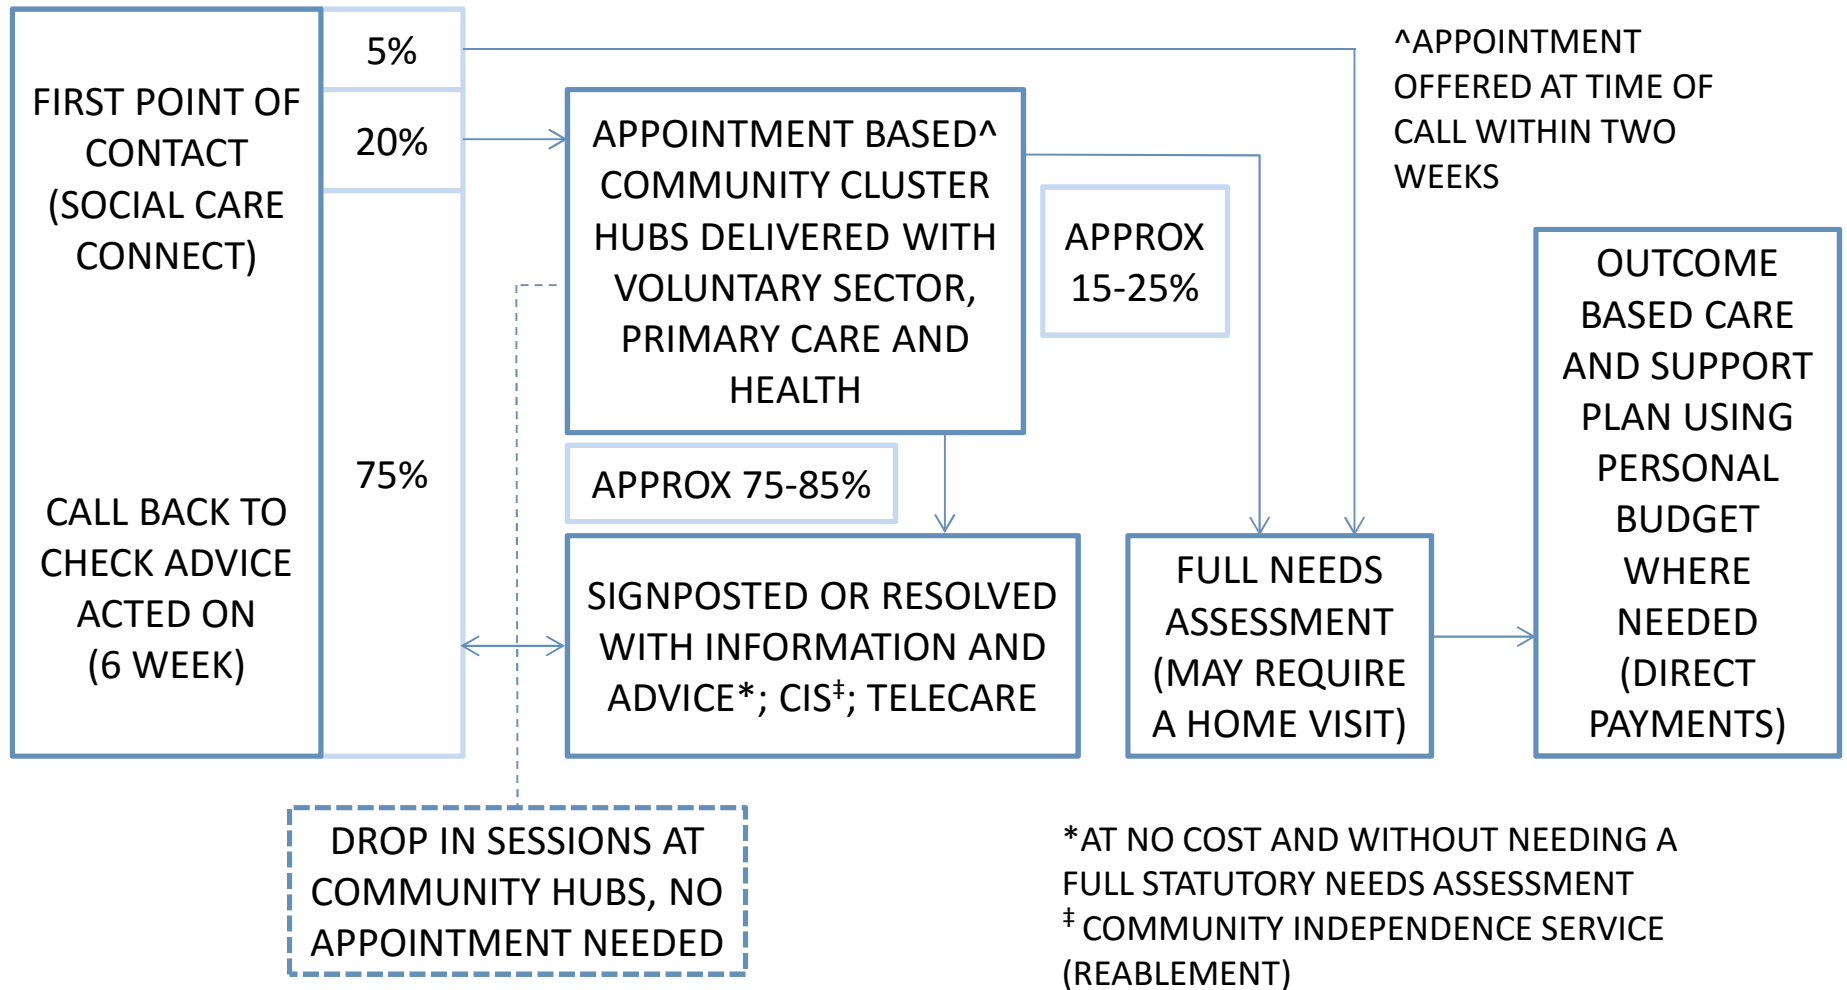 FIRST POINT OF
CONTACT
(SOCIAL CARE
CONNECT)
CALL BACK TO
CHECK ADVICE
ACTED ON
(6 WEEK)
5%
20%
75%
APPOINTMENT BASED^
COMMUNITY CLUSTER
HUBS DELIVERED WITH
VOLUNTARY SECTOR,
PRIMARY CARE AND
HEALTH
APPROX 75-85%
SIGNPOSTED OR RESOLVED
WITH INFORMATION AND
ADVICE*; CIS‡; TELECARE
DROP IN SESSIONS AT
COMMUNITY HUBS, NO
APPOINTMENT NEEDED
APPROX
15-25%
FULL NEEDS
ASSESSMENT
(MAY REQUIRE
A HOME VISIT)
^APPOINTMENT
OFFERED AT TIME OF
CALL WITHIN TWO
WEEKS
OUTCOME
BASED CARE
AND SUPPORT
PLAN USING
PERSONAL
BUDGET
WHERE
NEEDED
(DIRECT
PAYMENTS)
*AT NO COST AND WITHOUT NEEDING A
FULL STATUTORY NEEDS ASSESSMENT
‡ COMMUNITY INDEPENDENCE SERVICE
(REABLEMENT)